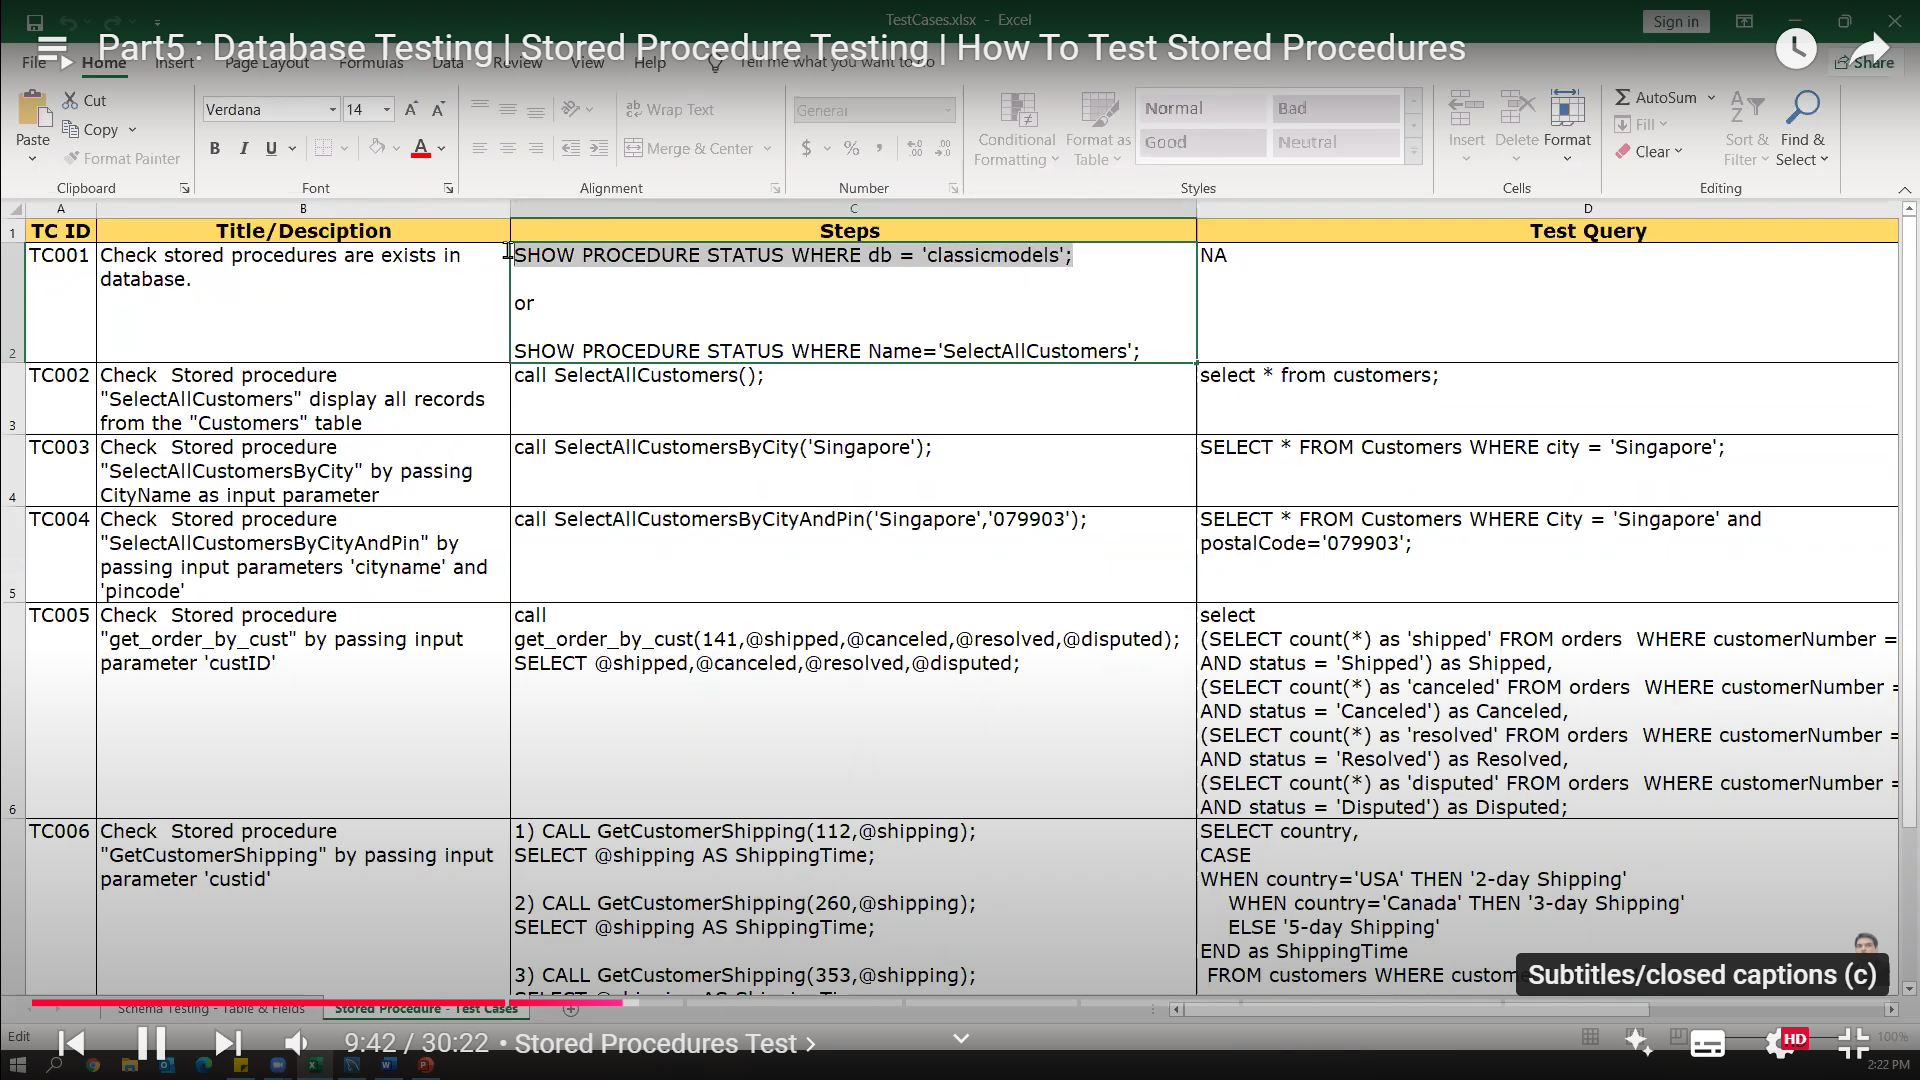 TestCases.xlsx - Excel
Sign in
Part5 : Database Testing | Stored Procedure Testing | How To Test Stored Procedures
File Home Insert Page Layout Formulas Data Review View Help Tell me what you want to do Share
Cut
Copy
Format Painter
Paste
Clipboard
Verdana 14
B I U
Font
Wrap Text
Merge & Center
Alignment
General
$ % ,
Number
Conditional Formatting
Format as Table
Normal Bad
Good Neutral
Styles
Insert Delete Format
Cells
AutoSum
Fill
Clear
Sort & Filter
Find & Select
Editing
A B C D
1 TC ID Title/Desciption Steps Test Query
2
TC001
Check stored procedures are exists in
database.
SHOW PROCEDURE STATUS WHERE db = 'classicmodels';
or
SHOW PROCEDURE STATUS WHERE Name='SelectAllCustomers';
NA
3
TC002
Check Stored procedure
"SelectAllCustomers" display all records
from the "Customers" table
call SelectAllCustomers();
select * from customers;
4
TC003
Check Stored procedure
"SelectAllCustomersByCity" by passing
CityName as input parameter
call SelectAllCustomersByCity('Singapore');
SELECT * FROM Customers WHERE city = 'Singapore';
5
TC004
Check Stored procedure
"SelectAllCustomersByCityAndPin" by
passing input parameters 'cityname' and
'pincode'
call SelectAllCustomersByCityAndPin('Singapore','079903');
SELECT * FROM Customers WHERE City = 'Singapore' and
postalCode='079903';
6
TC005
Check Stored procedure
"get_order_by_cust" by passing input
parameter 'custID'
call
get_order_by_cust(141,@shipped,@canceled,@resolved,@disputed);
SELECT @shipped,@canceled,@resolved,@disputed;
select
(SELECT count(*) as 'shipped' FROM orders WHERE customerNumber =
AND status = 'Shipped') as Shipped,
(SELECT count(*) as 'canceled' FROM orders WHERE customerNumber =
AND status = 'Canceled') as Canceled,
(SELECT count(*) as 'resolved' FROM orders WHERE customerNumber =
AND status = 'Resolved') as Resolved,
(SELECT count(*) as 'disputed' FROM orders WHERE customerNumber =
AND status = 'Disputed') as Disputed;
TC006
Check Stored procedure
"GetCustomerShipping" by passing input
parameter 'custid'
1) CALL GetCustomerShipping(112,@shipping);
SELECT @shipping AS ShippingTime;
2) CALL GetCustomerShipping(260,@shipping);
SELECT @shipping AS ShippingTime;
3) CALL GetCustomerShipping(353,@shipping);
SELECT @shipping AS ShippingTime;
SELECT country,
CASE
WHEN country='USA' THEN '2-day Shipping'
WHEN country='Canada' THEN '3-day Shipping'
ELSE '5-day Shipping'
END as ShippingTime
FROM customers WHERE
Subtitles/closed captions (c)
Schema Testing - Table & Fields Stored Procedure - Test Cases
Edit
9:42 / 30:22 • Stored Procedures Test
HD
100%
2:22 PM